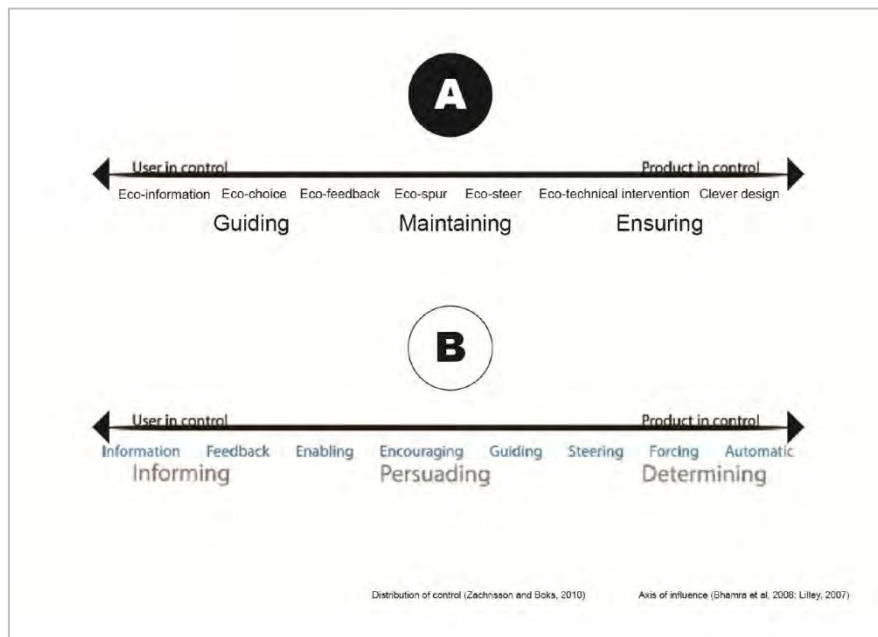 A
User in control Product in control
Eco-information Eco-choice Eco-feedback Eco-spur Eco-steer Eco-technical intervention Clever design
Guiding Maintaining Ensuring
B
User in control Product in control
Information Feedback Enabling Encouraging Guiding Steering Forcing Automatic
Informing Persuading Determining
Distribution of control (Zachrisson and Boks, 2010) Axis of influence (Bhamra et al, 2008; Lilley, 2007)